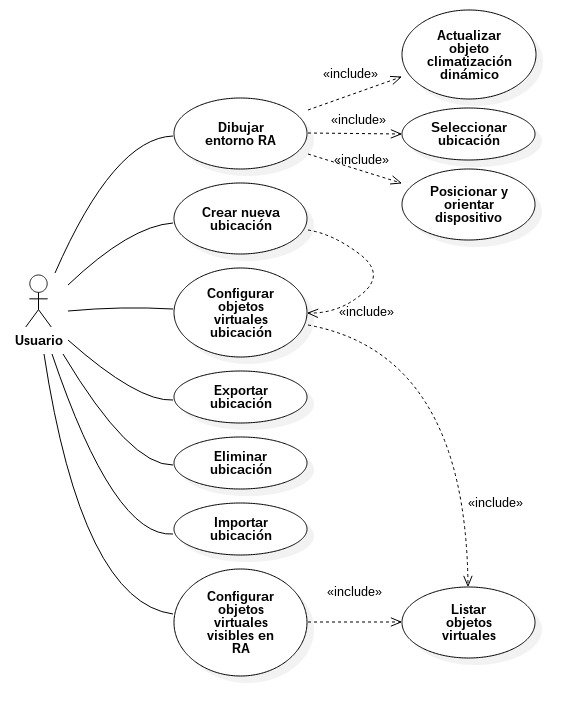 Actualizar
objeto
climatización
dinámico
«include»
Dibujar
entorno RA
«include»
Seleccionar
ubicación
«include»
Posicionar y
orientar
dispositivo
Crear nueva
ubicación
Configurar
objetos
virtuales
ubicación
«include»
Usuario
Exportar
ubicación
Eliminar
ubicación
«include»
Importar
ubicación
Configurar
objetos
virtuales
visibles en
RA
«include»
Listar
objetos
virtuales